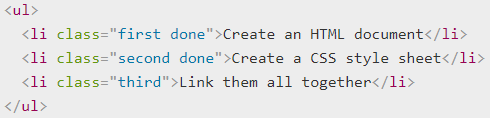 <ul>
  <li class="first done">Create an HTML document</li>
  <li class="second done">Create a CSS style sheet</li>
  <li class="third">Link them all together</li>
</ul>